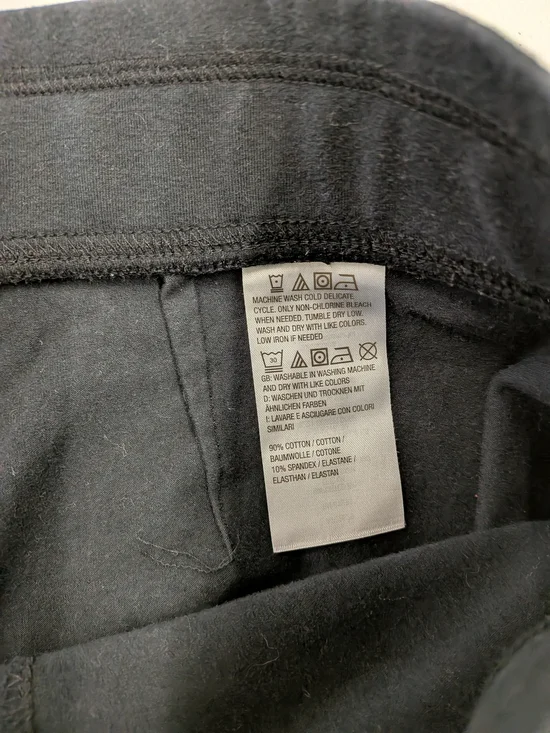 MACHINE WASH COLD DELICATE
CYCLE. ONLY NON-CHLORINE BLEACH
WHEN NEEDED. TUMBLE DRY LOW.
WASH AND DRY WITH LIKE COLORS.
LOW IRON IF NEEDED
30
GB: WASHABLE IN WASHING MACHINE
AND DRY WITH LIKE COLORS
D: WASCHEN UND TROCKNEN MIT
ÄHNLICHEN FARBEN
I: LAVARE E ASCIUGARE CON COLORI
SIMILARI
90% COTTON / COTTON /
BAUMWOLLE / COTONE
10% SPANDEX / ELASTANE /
ELASTHAN / ELASTAN